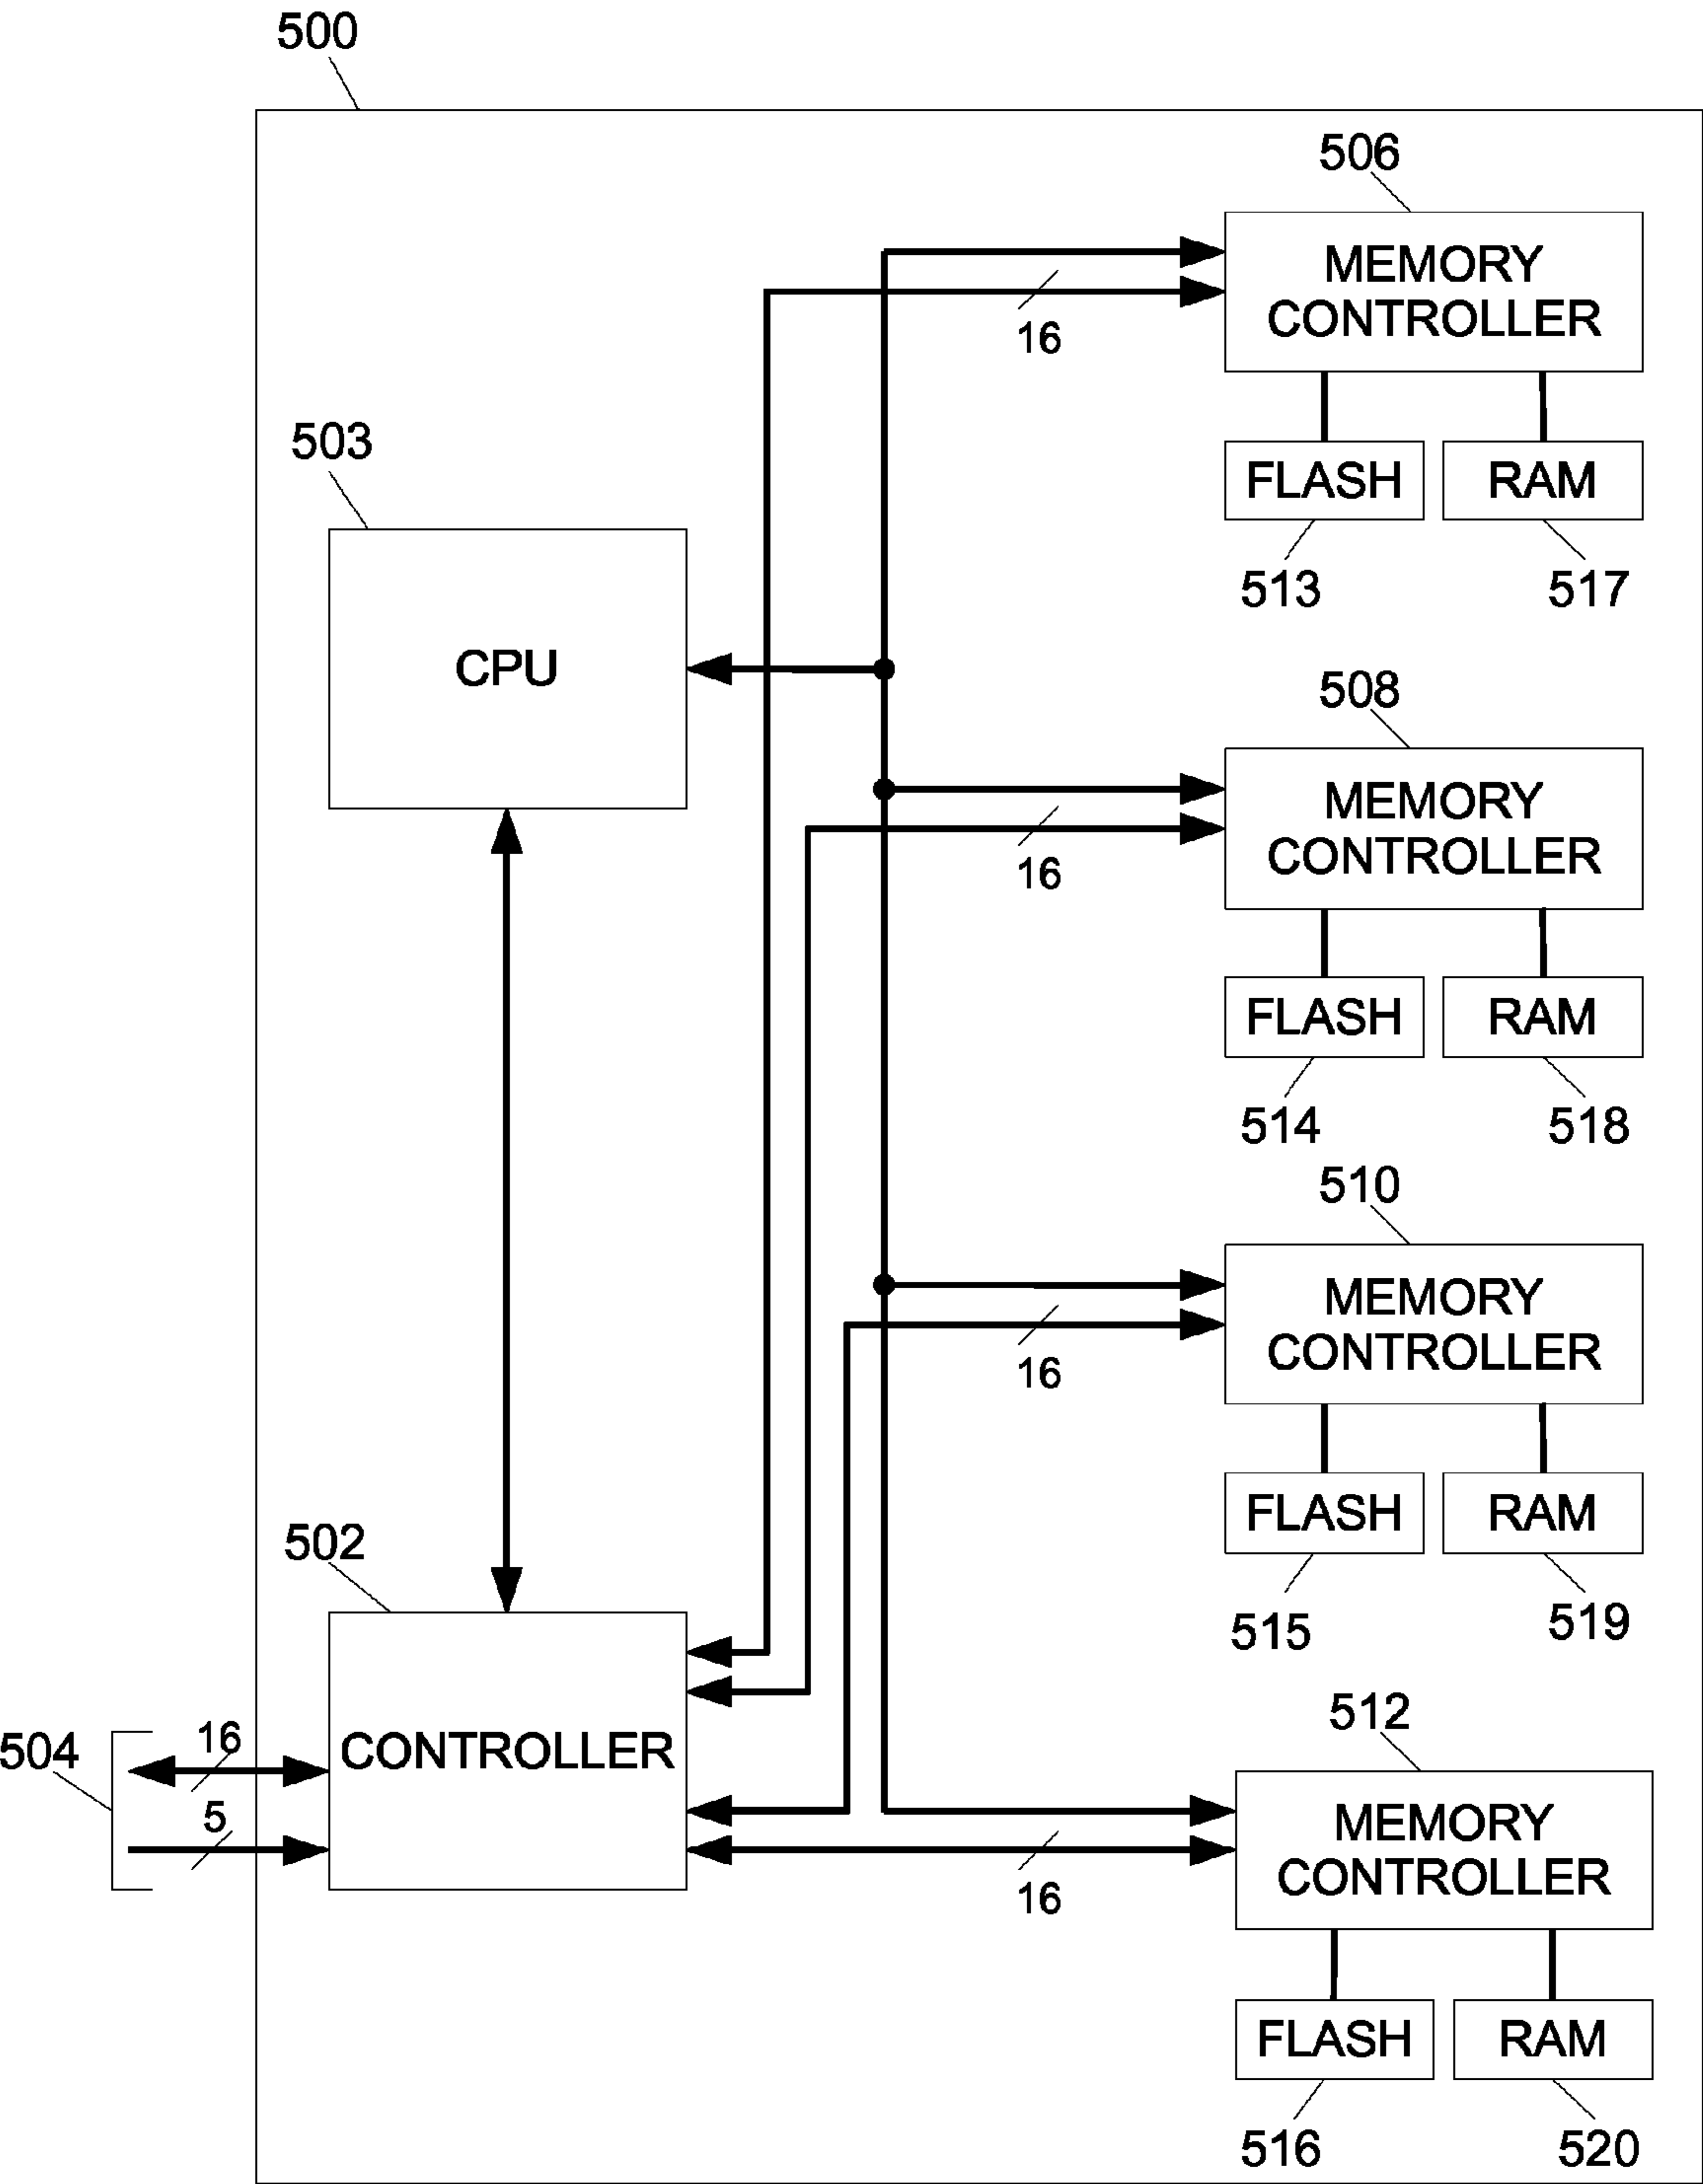 500
506
MEMORY
CONTROLLER
16
503
FLASH
RAM
513
517
CPU
508
MEMORY
CONTROLLER
16
FLASH
RAM
514
518
510
MEMORY
CONTROLLER
16
FLASH
RAM
502
515
519
512
504
16
CONTROLLER
5
MEMORY
CONTROLLER
16
FLASH
RAM
516
520